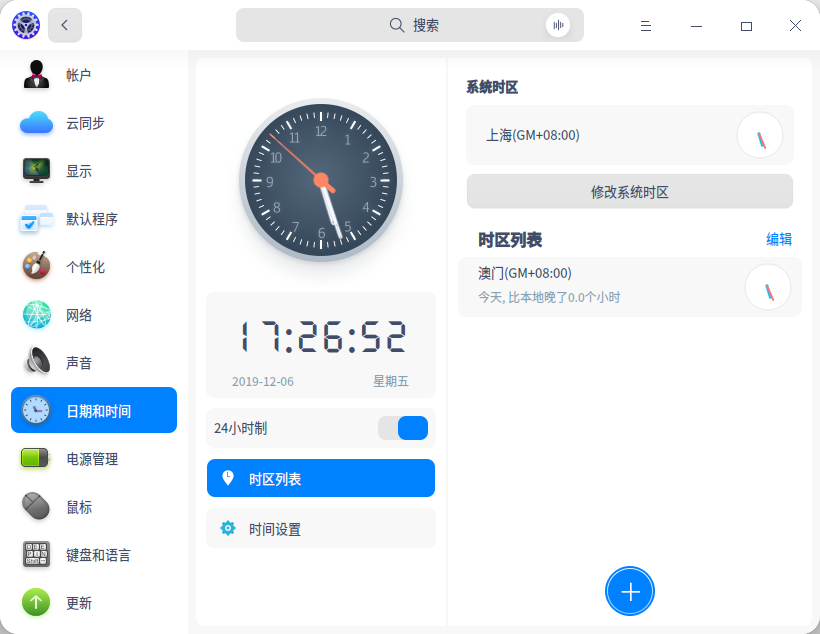 搜索
帐户
云同步
显示
默认程序
个性化
网络
声音
日期和时间
电源管理
鼠标
键盘和语言
更新
12
1
2
3
4
5
6
7
8
9
10
11
17:26:52
2019-12-06 星期五
24小时制
时区列表
时间设置
系统时区
上海(GM+08:00)
修改系统时区
时区列表 编辑
澳门(GM+08:00)
今天, 比本地晚了0.0个小时